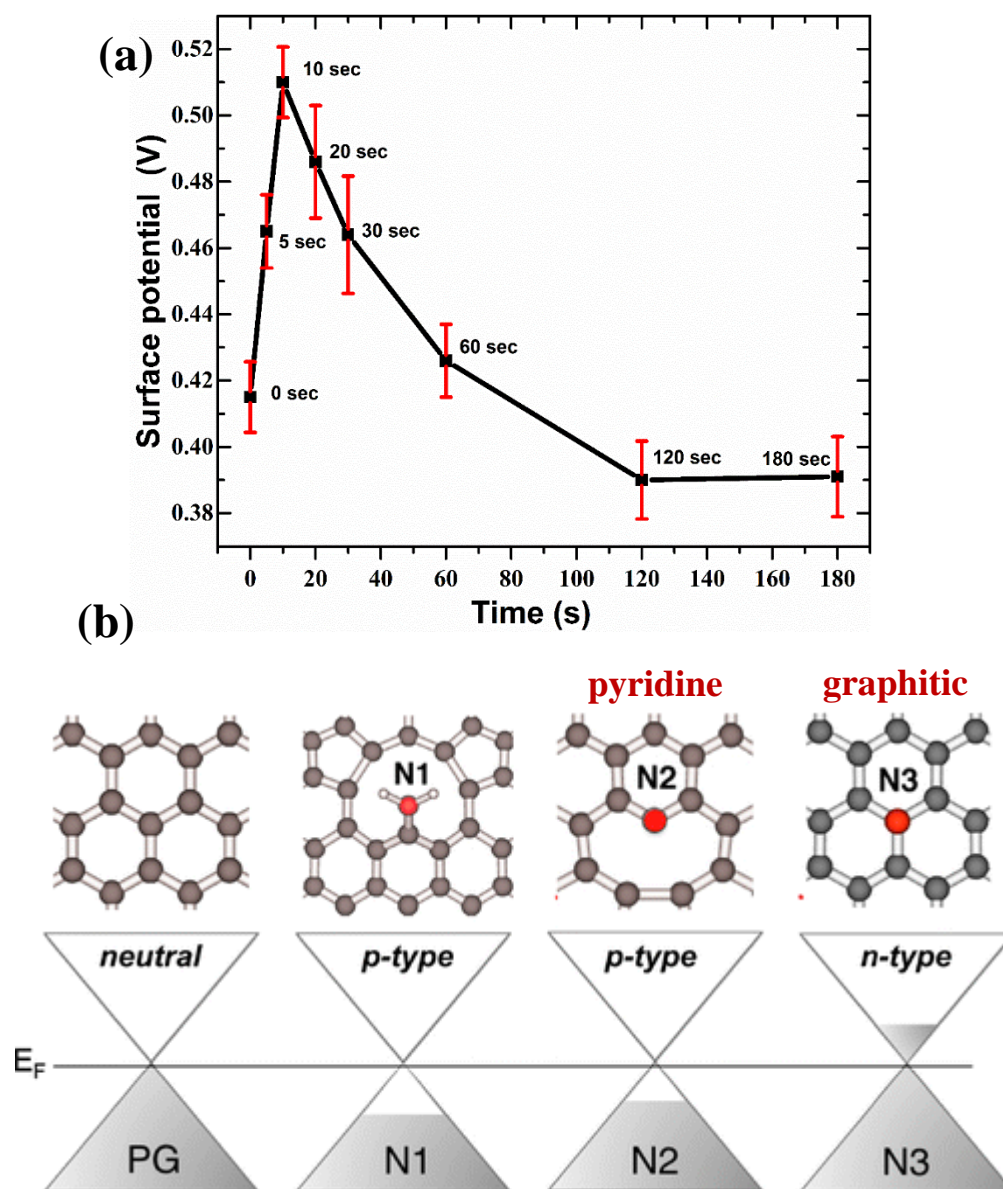 (a)
Surface potential (V)
0.52
0.50
0.48
0.46
0.44
0.42
0.40
0.38
10 sec
20 sec
5 sec
30 sec
60 sec
0 sec
120 sec
180 sec
0 20 40 60 80 100 120 140 160 180
Time (s)
(b)
pyridine graphitic
N1 N2 N3
neutral p-type p-type n-type
E_F
PG N1 N2 N3